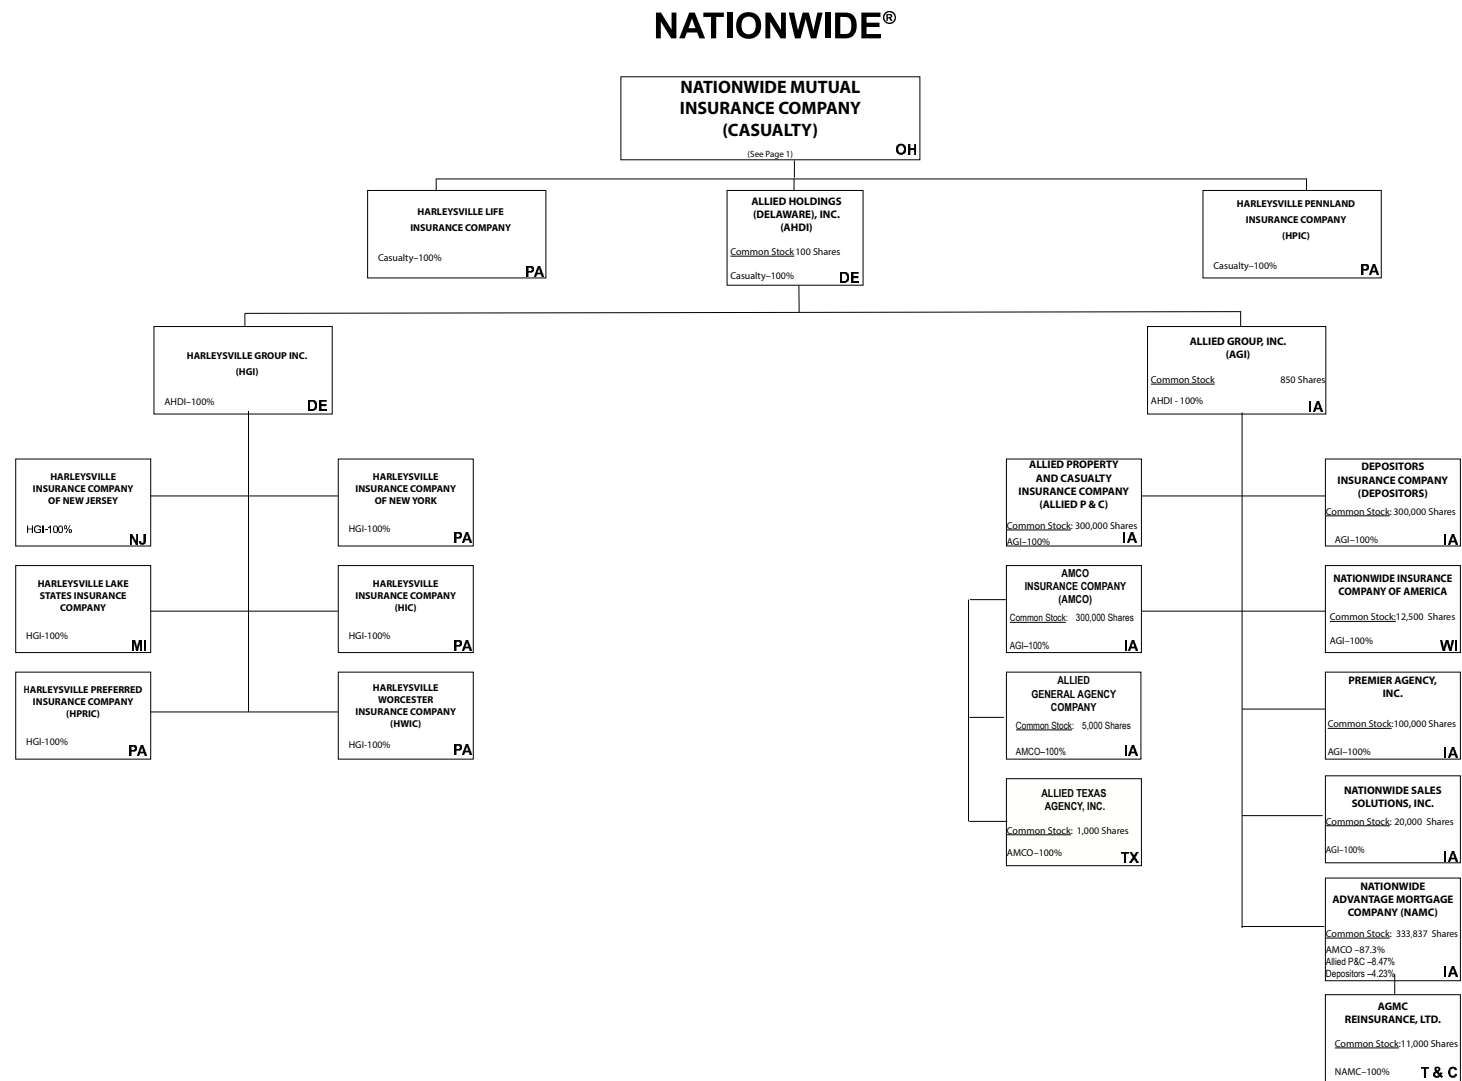 NATIONWIDE®
NATIONWIDE MUTUAL
INSURANCE COMPANY
(CASUALTY)
(See Page 1)
OH
HARLEYSVILLE LIFE
INSURANCE COMPANY
Casualty–100%
PA
ALLIED HOLDINGS
(DELAWARE), INC.
(AHDI)
Common Stock 100 Shares
Casualty–100%
DE
HARLEYSVILLE PENNLAND
INSURANCE COMPANY
(HPIC)
Casualty–100%
PA
HARLEYSVILLE GROUP INC.
(HGI)
AHDI–100%
DE
ALLIED GROUP, INC.
(AGI)
Common Stock 850 Shares
AHDI - 100%
IA
HARLEYSVILLE
INSURANCE COMPANY
OF NEW JERSEY
HGI-100%
NJ
HARLEYSVILLE
INSURANCE COMPANY
OF NEW YORK
HGI-100%
PA
ALLIED PROPERTY
AND CASUALTY
INSURANCE COMPANY
(ALLIED P & C)
Common Stock: 300,000 Shares
AGI–100%
IA
DEPOSITORS
INSURANCE COMPANY
(DEPOSITORS)
Common Stock: 300,000 Shares
AGI–100%
IA
HARLEYSVILLE LAKE
STATES INSURANCE
COMPANY
HGI-100%
MI
HARLEYSVILLE
INSURANCE COMPANY
(HIC)
HGI-100%
PA
AMCO
INSURANCE COMPANY
(AMCO)
Common Stock: 300,000 Shares
AGI–100%
IA
NATIONWIDE INSURANCE
COMPANY OF AMERICA
Common Stock:12,500 Shares
AGI–100%
WI
HARLEYSVILLE PREFERRED
INSURANCE COMPANY
(HPRIC)
HGI-100%
PA
HARLEYSVILLE
WORCESTER
INSURANCE COMPANY
(HWIC)
HGI-100%
PA
ALLIED
GENERAL AGENCY
COMPANY
Common Stock: 5,000 Shares
AMCO–100%
IA
PREMIER AGENCY,
INC.
Common Stock:100,000 Shares
AGI–100%
IA
ALLIED TEXAS
AGENCY, INC.
Common Stock: 1,000 Shares
AMCO–100%
TX
NATIONWIDE SALES
SOLUTIONS, INC.
Common Stock: 20,000 Shares
AGI–100%
IA
NATIONWIDE
ADVANTAGE MORTGAGE
COMPANY (NAMC)
Common Stock: 333,837 Shares
AMCO –87.3%
Allied P&C –8.47%
Depositors –4.23%
IA
AGMC
REINSURANCE, LTD.
Common Stock:11,000 Shares
NAMC–100%
T & C